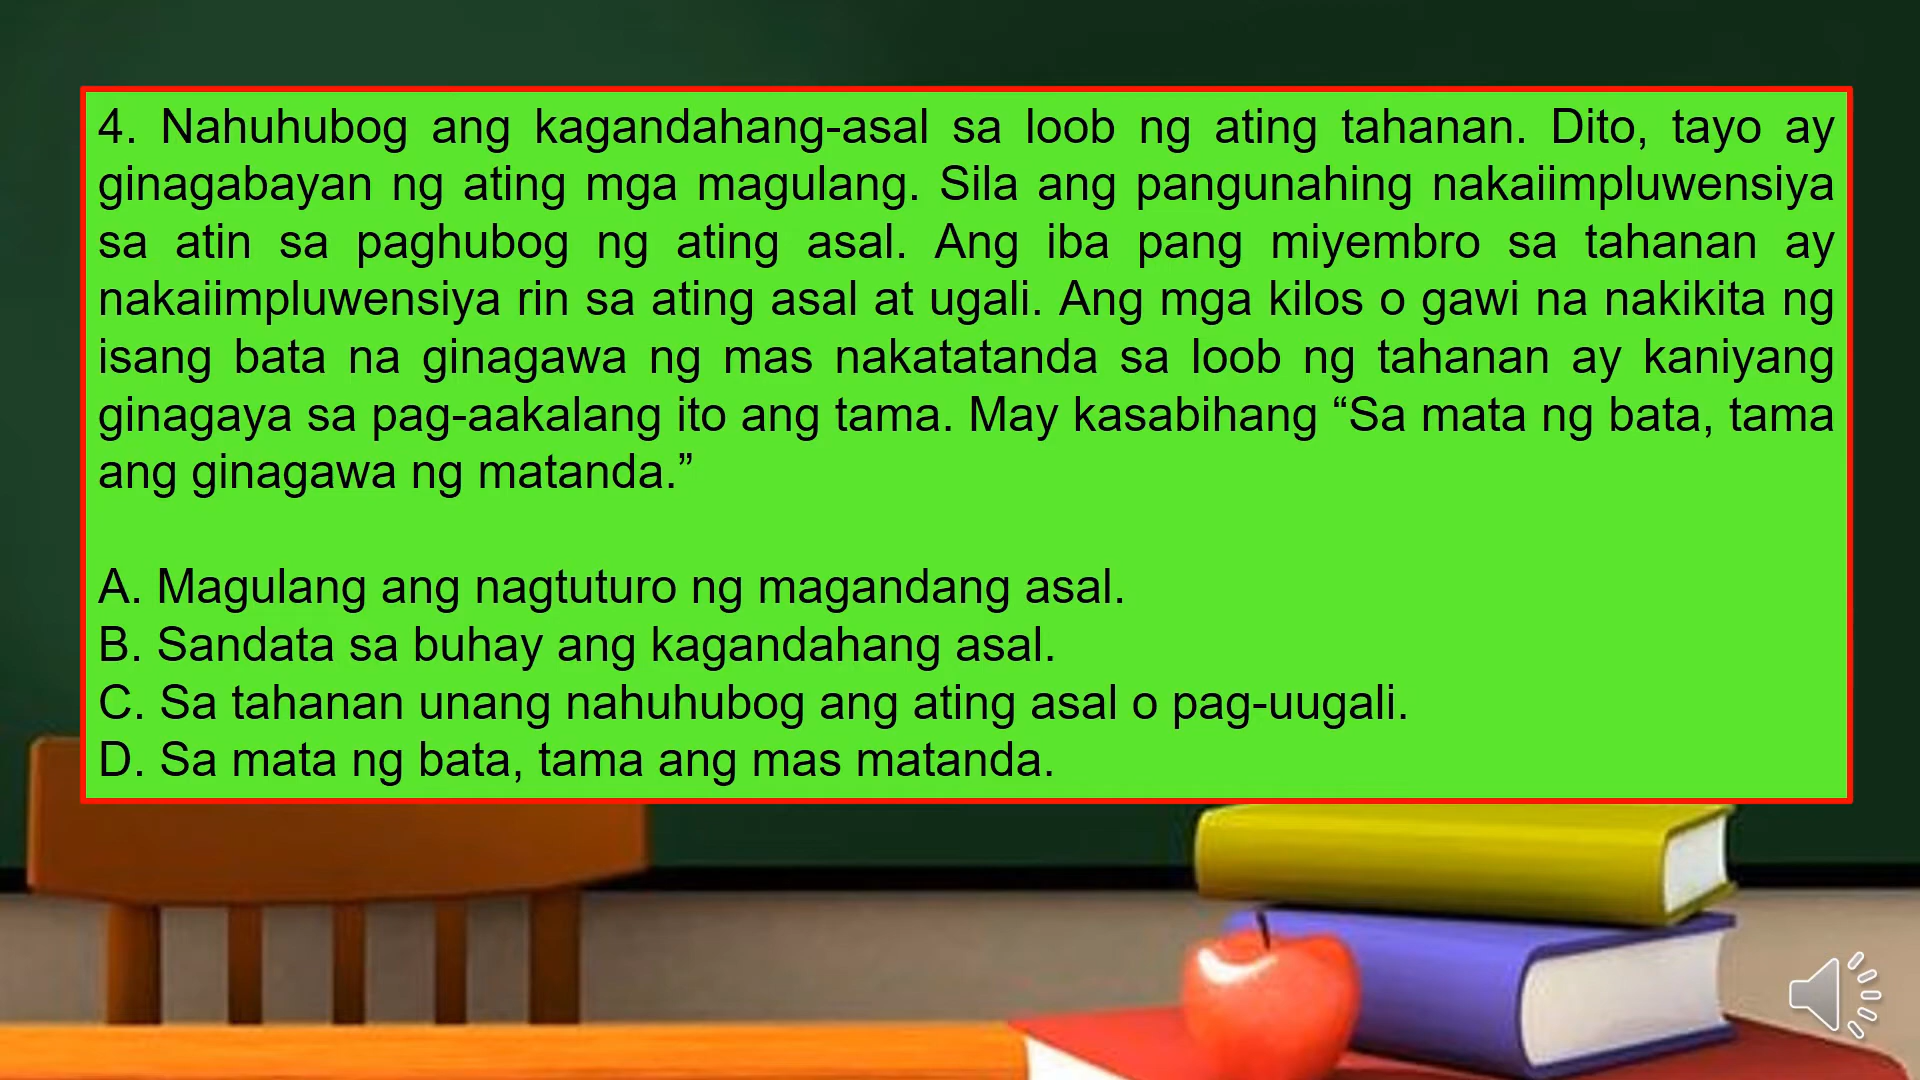 4. Nahuhubog ang kagandahang-asal sa loob ng ating tahanan. Dito, tayo ay
ginagabayan ng ating mga magulang. Sila ang pangunahing nakaiimpluwensiya
sa atin sa paghubog ng ating asal. Ang iba pang miyembro sa tahanan ay
nakaiimpluwensiya rin sa ating asal at ugali. Ang mga kilos o gawi na nakikita ng
isang bata na ginagawa ng mas nakatatanda sa loob ng tahanan ay kaniyang
ginagaya sa pag-aakalang ito ang tama. May kasabihang “Sa mata ng bata, tama
ang ginagawa ng matanda.”
A. Magulang ang nagtuturo ng magandang asal.
B. Sandata sa buhay ang kagandahang asal.
C. Sa tahanan unang nahuhubog ang ating asal o pag-uugali.
D. Sa mata ng bata, tama ang mas matanda.